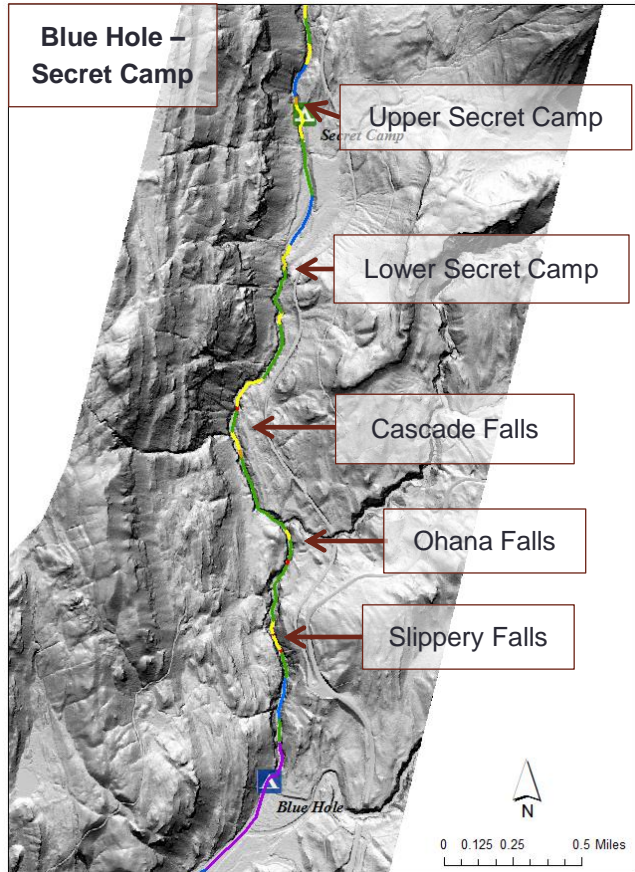 Blue Hole –
Secret Camp
Upper Secret Camp
Secret Camp
Lower Secret Camp
Cascade Falls
Ohana Falls
Slippery Falls
Blue Hole
N
0 0.125 0.25 0.5 Miles